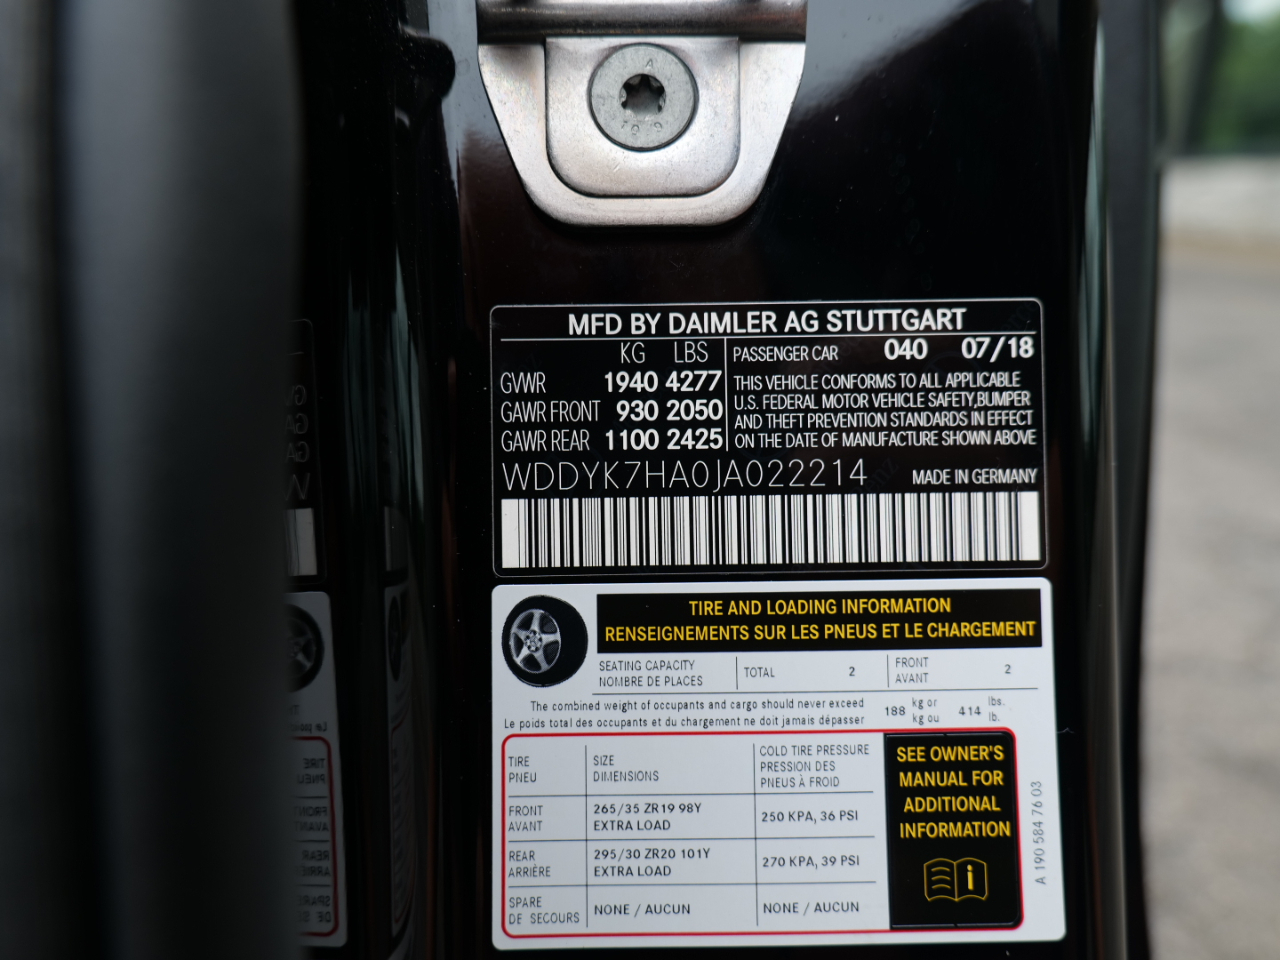 MFD BY DAIMLER AG STUTTGART
KG LBS
GVWR 1940 4277
GAWR FRONT 930 2050
GAWR REAR 1100 2425
PASSENGER CAR 040 07/18
THIS VEHICLE CONFORMS TO ALL APPLICABLE
U.S. FEDERAL MOTOR VEHICLE SAFETY,BUMPER
AND THEFT PREVENTION STANDARDS IN EFFECT
ON THE DATE OF MANUFACTURE SHOWN ABOVE
WDDYK7HA0JA022214 MADE IN GERMANY
TIRE AND LOADING INFORMATION
RENSEIGNEMENTS SUR LES PNEUS ET LE CHARGEMENT
SEATING CAPACITY
NOMBRE DE PLACES
TOTAL 2
FRONT
AVANT
2
The combined weight of occupants and cargo should never exceed
Le poids total des occupants et du chargement ne doit jamais dépasser
188 kg or
kg ou
414 lbs.
lb.
TIRE
PNEU
SIZE
DIMENSIONS
COLD TIRE PRESSURE
PRESSION DES
PNEUS À FROID
FRONT
AVANT
265/35 ZR19 98Y
EXTRA LOAD
250 KPA, 36 PSI
REAR
ARRIÈRE
295/30 ZR20 101Y
EXTRA LOAD
270 KPA, 39 PSI
SPARE
DE SECOURS
NONE / AUCUN
NONE / AUCUN
SEE OWNER'S
MANUAL FOR
ADDITIONAL
INFORMATION
A 190 584 76 03